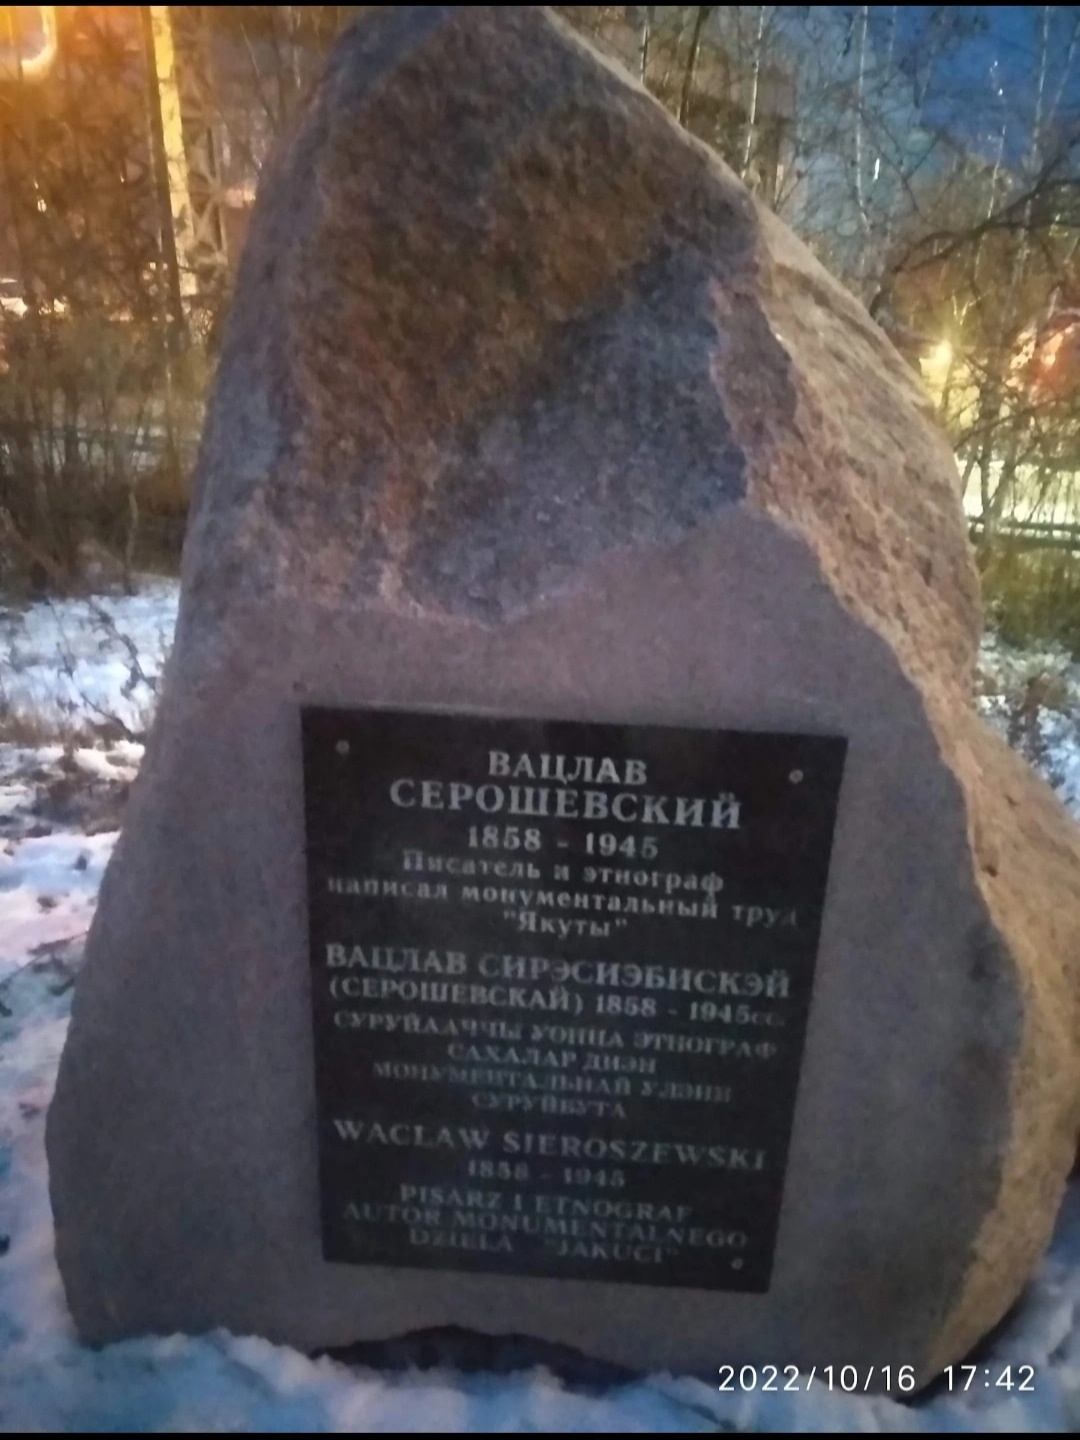 ВАЦЛАВ
СЕРОШЕВСКИЙ
1858 - 1945
Писатель и этнограф
написал монументальный труд
"Якуты"
ВАЦЛАВ СИРЭСИЭБИСКЭЙ
(СЕРОШЕВСКАЙ) 1858 - 1945сс.
СУРУЙААЧЧЫ УОННА ЭТНОГРАФ
САХАЛАР ДИЭН
МОНУМЕНТАЛЬНАЙ ҮЛЭНИ
СУРУЙБУТА
WACLAW SIEROSZEWSKI
1858 - 1945
PISARZ I ETNOGRAF
AUTOR MONUMENTALNEGO
DZIELA "JAKUCI"
2022/10/16 17:42